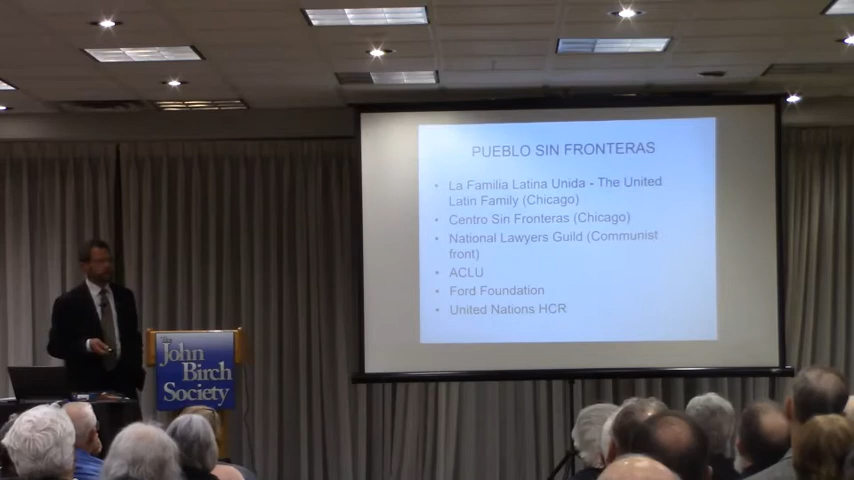 PUEBLO SIN FRONTERAS
• La Familia Latina Unida - The United
Latin Family (Chicago)
• Centro Sin Fronteras (Chicago)
• National Lawyers Guild (Communist
front)
• ACLU
• Ford Foundation
• United Nations HCR
The
John
Birch
Society